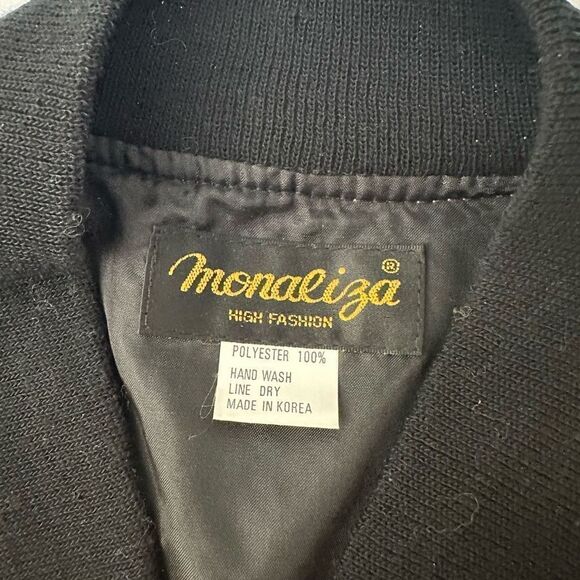 monaliza ®
HIGH FASHION
POLYESTER 100%
HAND WASH
LINE DRY
MADE IN KOREA